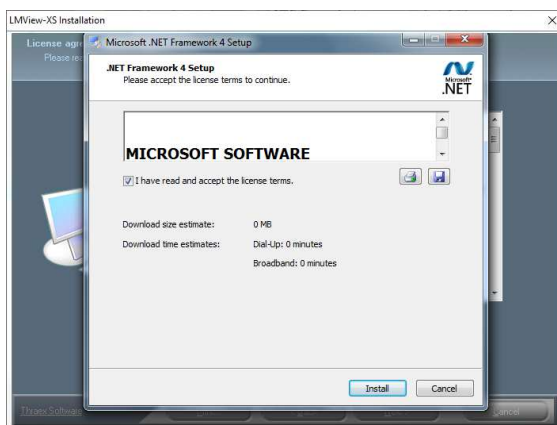 LMView-XS Installation
License agr
Please re
Microsoft .NET Framework 4 Setup
.NET Framework 4 Setup
Please accept the license terms to continue.
Microsoft
.NET
MICROSOFT SOFTWARE
I have read and accept the license terms.
Download size estimate: 0 MB
Download time estimates: Dial-Up: 0 minutes
Broadband: 0 minutes
Install Cancel
Thraex Software
Cancel